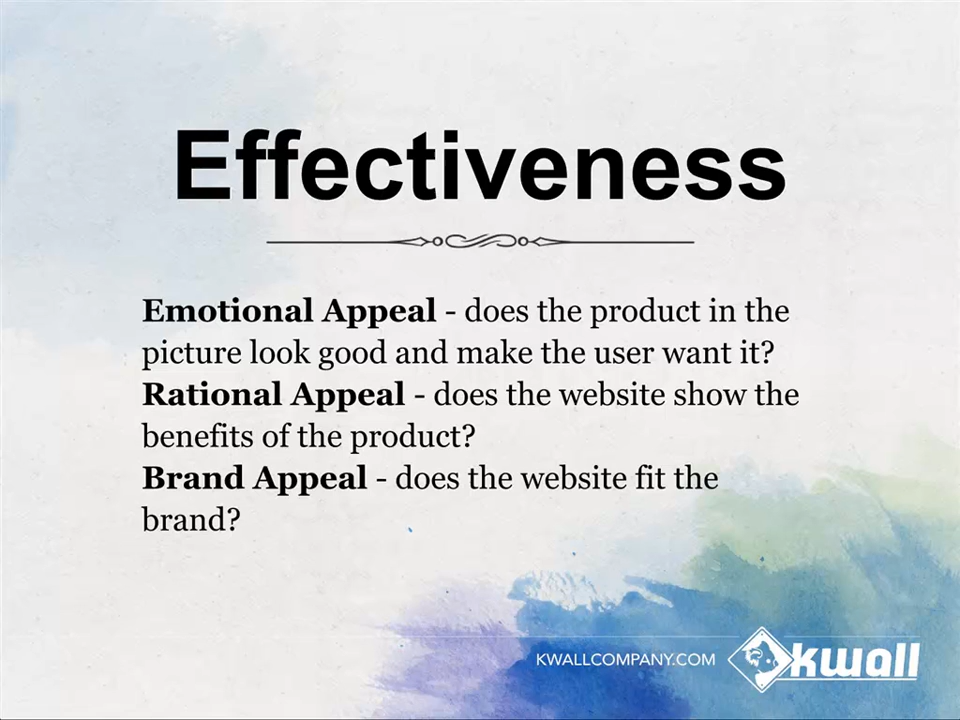 Effectiveness
Emotional Appeal - does the product in the
picture look good and make the user want it?
Rational Appeal - does the website show the
benefits of the product?
Brand Appeal - does the website fit the
brand?
KWALLCOMPANY.COM kwall